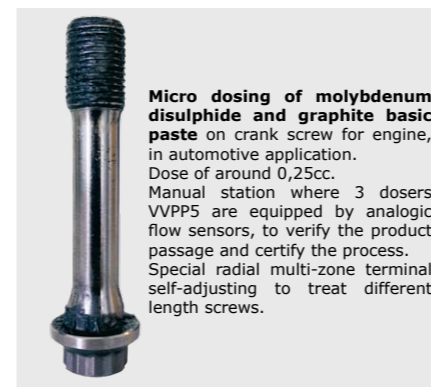 Micro dosing of molybdenum
disulphide and graphite basic
paste on crank screw for engine,
in automotive application.
Dose of around 0,25cc.
Manual station where 3 dosers
VVPP5 are equipped by analogic
flow sensors, to verify the product
passage and certify the process.
Special radial multi-zone terminal
self-adjusting to treat different
length screws.